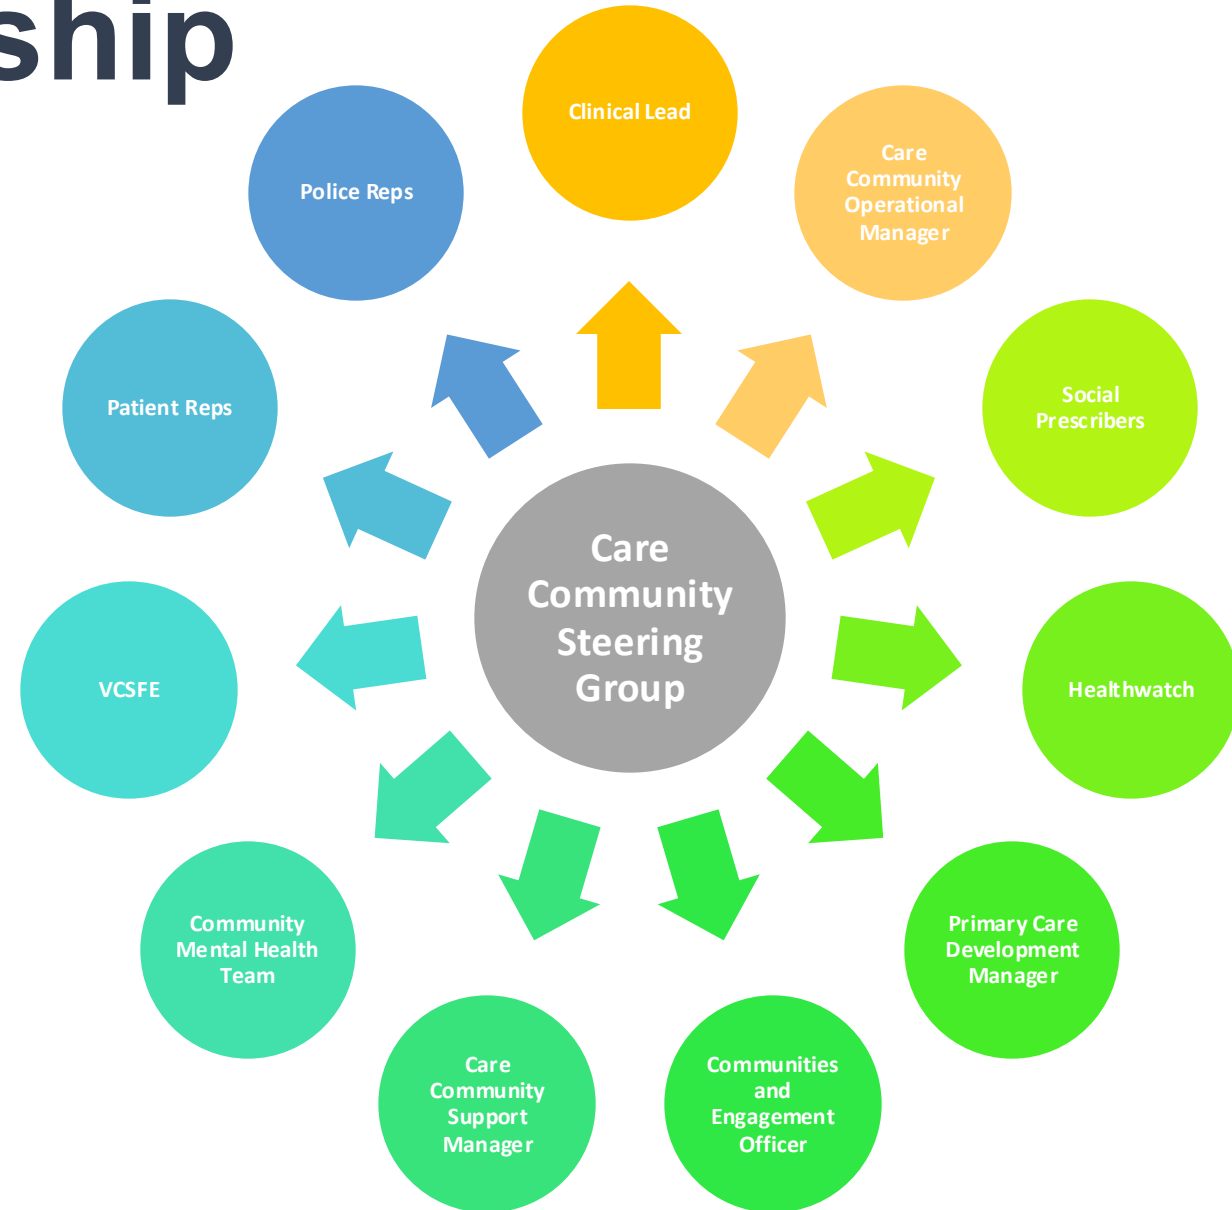 ship
Clinical Lead
Care
Community
Operational
Manager
Social
Prescribers
Healthwatch
Primary Care
Development
Manager
Communities
and
Engagement
Officer
Care
Community
Support
Manager
Community
Mental Health
Team
VCSFE
Patient Reps
Police Reps
Care
Community
Steering
Group